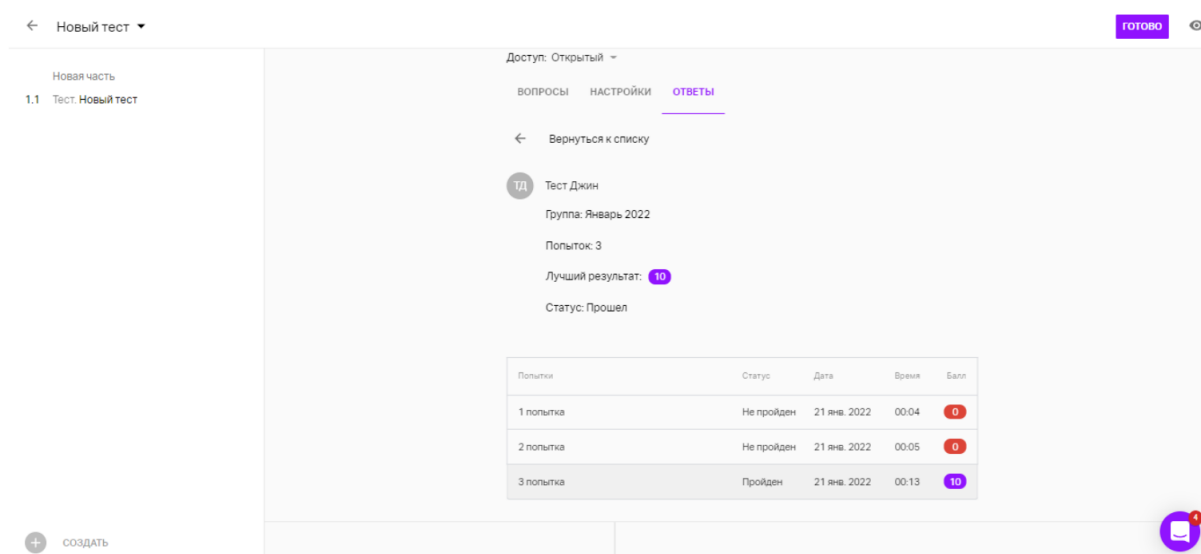 Новый тест
ГОТОВО
Новая часть
1.1 Тест. Новый тест
Доступ: Открытый
ВОПРОСЫ НАСТРОЙКИ ОТВЕТЫ
Вернуться к списку
ТД Тест Джин
Группа: Январь 2022
Попыток: 3
Лучший результат: 10
Статус: Прошел
Попытки Статус Дата Время Балл
1 попытка Не пройден 21 янв. 2022 00:04 0
2 попытка Не пройден 21 янв. 2022 00:05 0
3 попытка Пройден 21 янв. 2022 00:13 10
4
СОЗДАТЬ